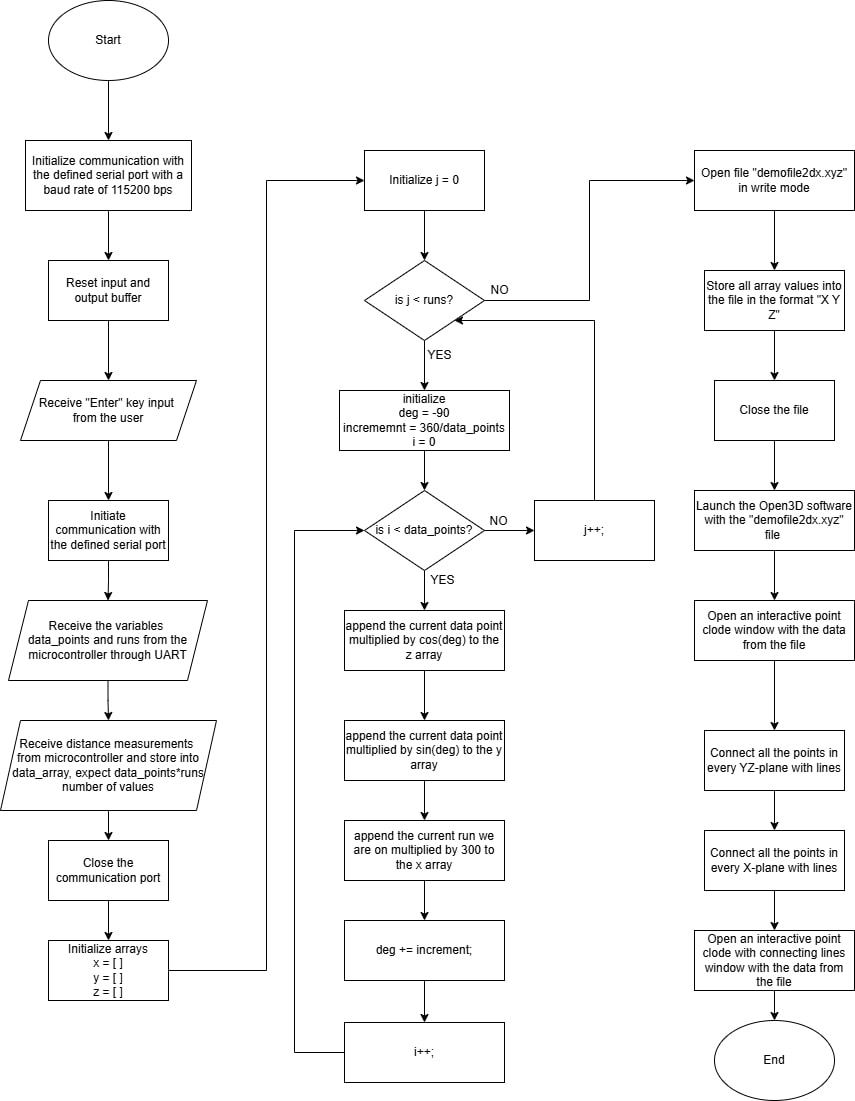 Start
Initialize communication with
the defined serial port with a
baud rate of 115200 bps
Reset input and
output buffer
Receive "Enter" key input
from the user
Initiate
communication with
the defined serial port
Receive the variables
data_points and runs from the
microcontroller through UART
Receive distance measurements
from microcontroller and store into
data_array, expect data_points*runs
number of values
Close the
communication port
Initialize arrays
x = [ ]
y = [ ]
z = [ ]
Initialize j = 0
is j < runs?
NO
YES
initialize
deg = -90
incrememnt = 360/data_points
i = 0
is i < data_points?
NO
j++;
YES
append the current data point
multiplied by cos(deg) to the
z array
append the current data point
multiplied by sin(deg) to the y
array
append the current run we
are on multiplied by 300 to
the x array
deg += increment;
i++;
Open file "demofile2dx.xyz"
in write mode
Store all array values into
the file in the format "X Y
Z"
Close the file
Launch the Open3D software
with the "demofile2dx.xyz"
file
Open an interactive point
clode window with the data
from the file
Connect all the points in
every YZ-plane with lines
Connect all the points in
every X-plane with lines
Open an interactive point
clode with connecting lines
window with the data from
the file
End